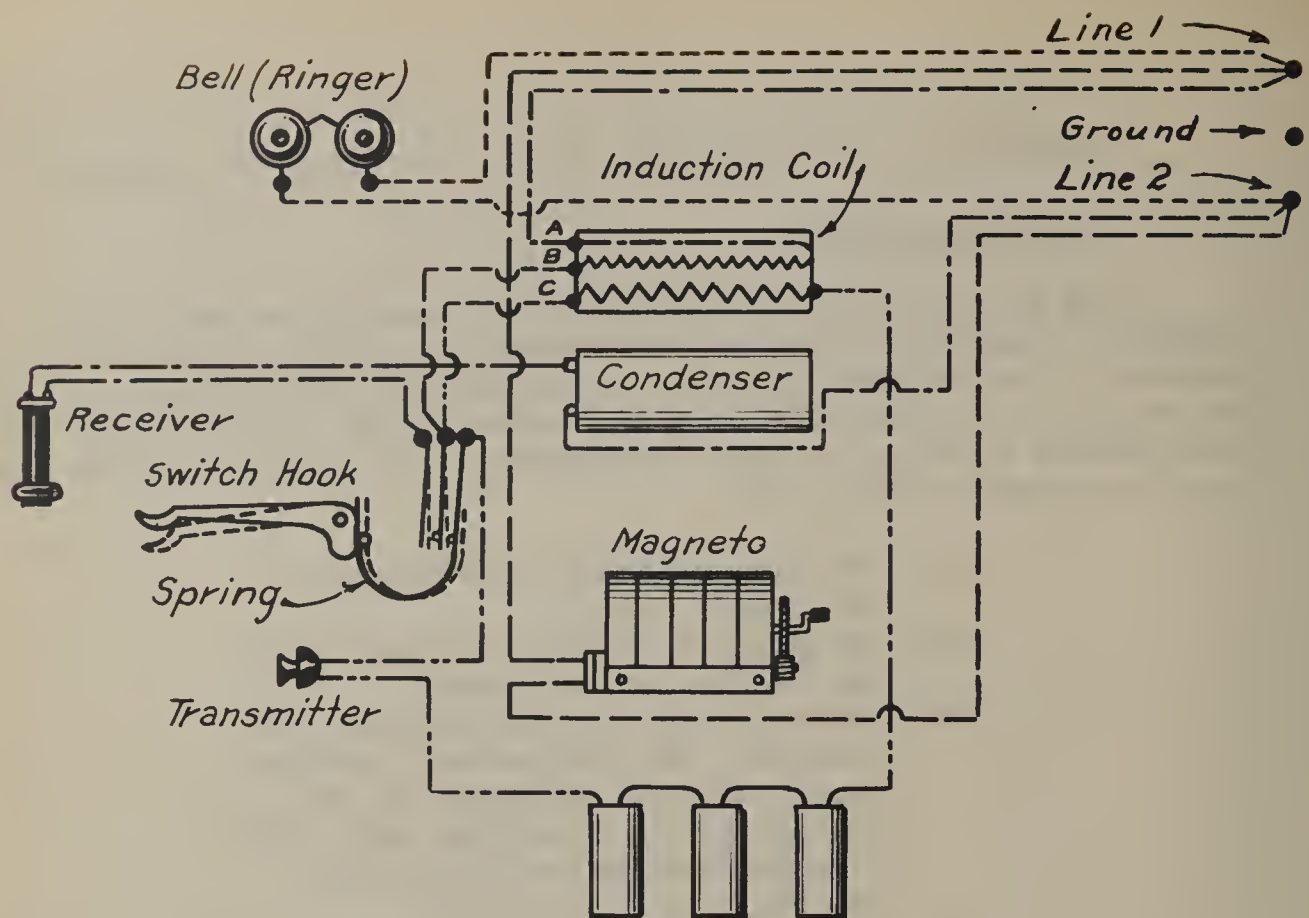 Line 1
Bell (Ringer)
Ground
Induction Coil
Line 2
A
B
C
Condenser
Receiver
Switch Hook
Magneto
Spring
Transmitter